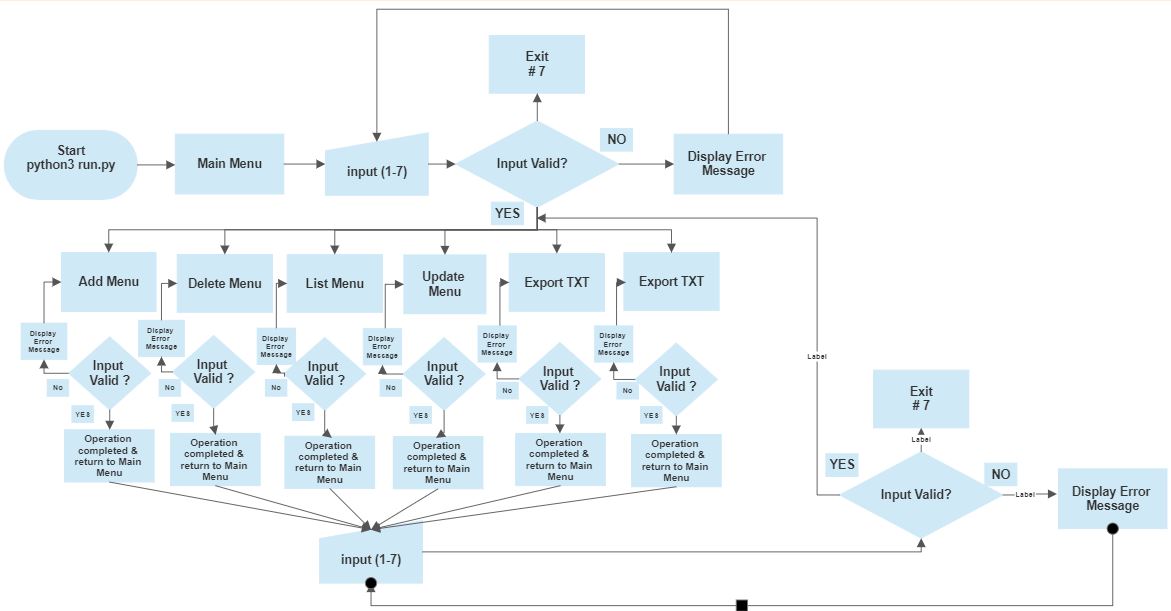 Exit
# 7
NO
Start
python3 run.py
Main Menu
input (1-7)
Input Valid?
Display Error
Message
YES
Add Menu
Delete Menu
List Menu
Update
Menu
Export TXT
Export TXT
Display
Error
Message
Display
Error
Message
Display
Error
Message
Display
Error
Message
Display
Error
Message
Display
Error
Message
Input
Valid ?
Input
Valid ?
Input
Valid ?
Input
Valid ?
Input
Valid ?
Input
Valid ?
No
No
No
No
No
No
YES
YES
YES
YES
YES
YES
Operation
completed &
return to Main
Menu
Operation
completed &
return to Main
Menu
Operation
completed &
return to Main
Menu
Operation
completed &
return to Main
Menu
Operation
completed &
return to Main
Menu
Operation
completed &
return to Main
Menu
input (1-7)
Label
Exit
# 7
Label
YES
Input Valid?
NO
Label
Display Error
Message